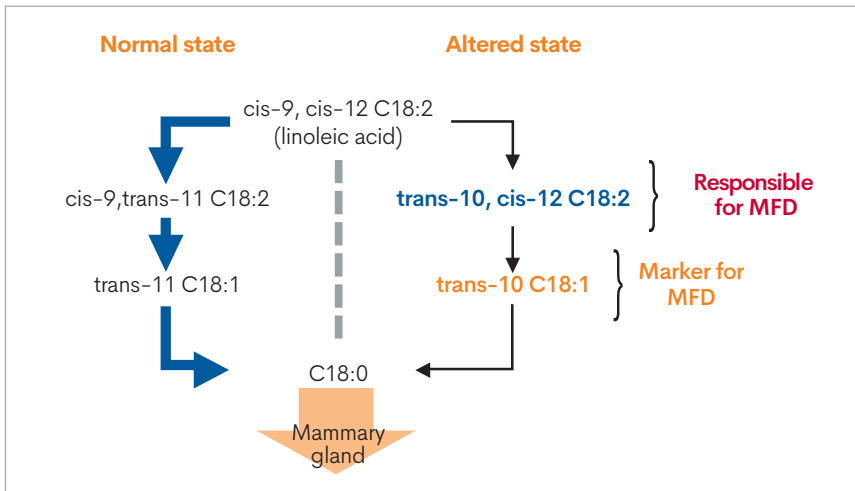 Normal state
Altered state
cis-9, cis-12 C18:2
(linoleic acid)
cis-9,trans-11 C18:2
trans-10, cis-12 C18:2
Responsible
for MFD
trans-11 C18:1
trans-10 C18:1
Marker for
MFD
C18:0
Mammary
gland